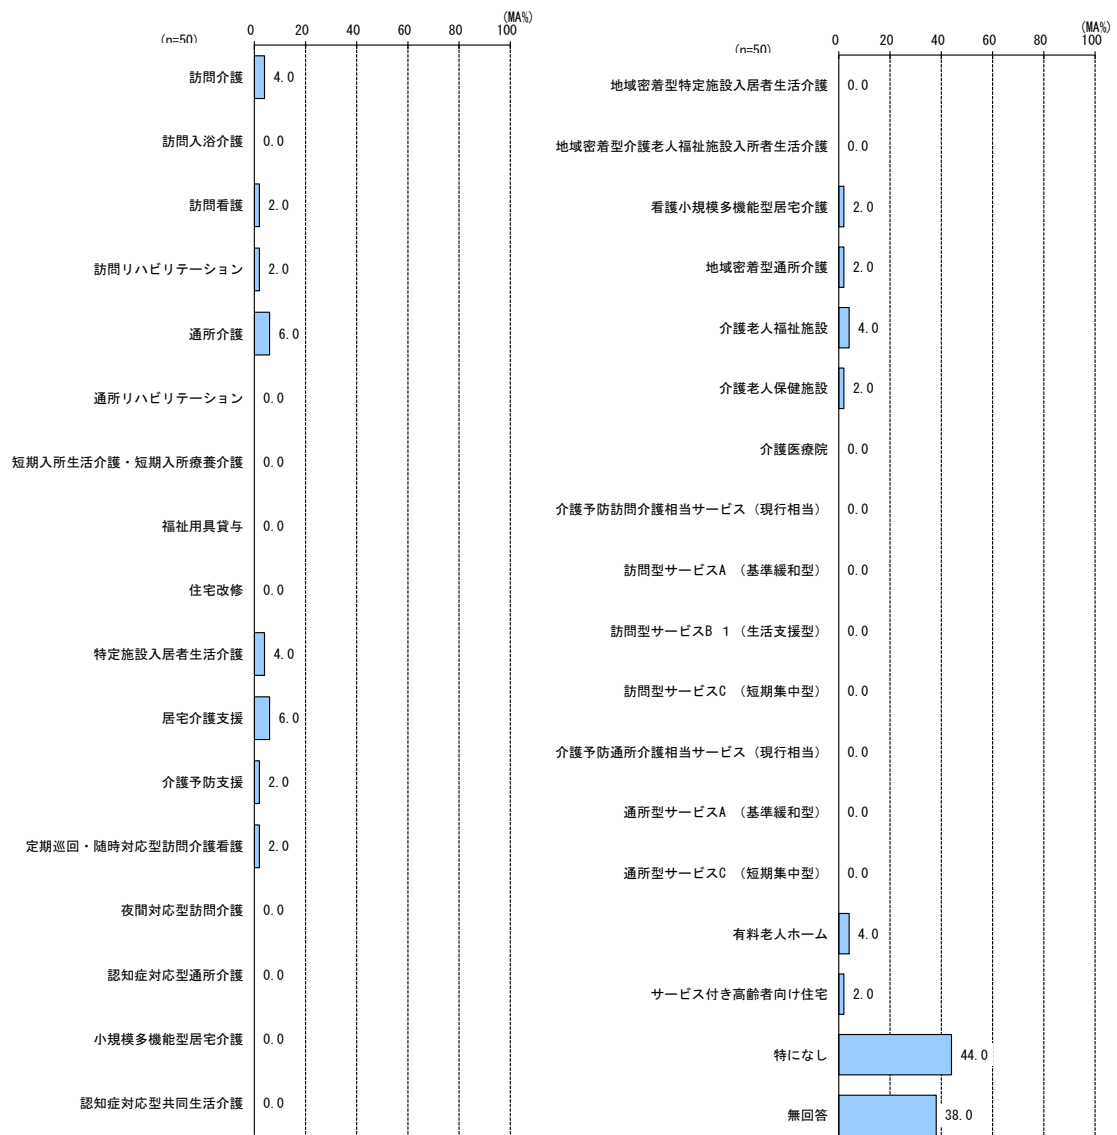 (MA%)
0 20 40 60 80 100
(n=50)
訪問介護 4.0
訪問入浴介護 0.0
訪問看護 2.0
訪問リハビリテーション 2.0
通所介護 6.0
通所リハビリテーション 0.0
短期入所生活介護・短期入所療養介護 0.0
福祉用具貸与 0.0
住宅改修 0.0
特定施設入居者生活介護 4.0
居宅介護支援 6.0
介護予防支援 2.0
定期巡回・随時対応型訪問介護看護 2.0
夜間対応型訪問介護 0.0
認知症対応型通所介護 0.0
小規模多機能型居宅介護 0.0
認知症対応型共同生活介護 0.0
(MA%)
0 20 40 60 80 100
(n=50)
地域密着型特定施設入居者生活介護 0.0
地域密着型介護老人福祉施設入所者生活介護 0.0
看護小規模多機能型居宅介護 2.0
地域密着型通所介護 2.0
介護老人福祉施設 4.0
介護老人保健施設 2.0
介護医療院 0.0
介護予防訪問介護相当サービス（現行相当） 0.0
訪問型サービスA （基準緩和型） 0.0
訪問型サービスB １（生活支援型） 0.0
訪問型サービスC （短期集中型） 0.0
介護予防通所介護相当サービス（現行相当） 0.0
通所型サービスA （基準緩和型） 0.0
通所型サービスC （短期集中型） 0.0
有料老人ホーム 4.0
サービス付き高齢者向け住宅 2.0
特になし 44.0
無回答 38.0